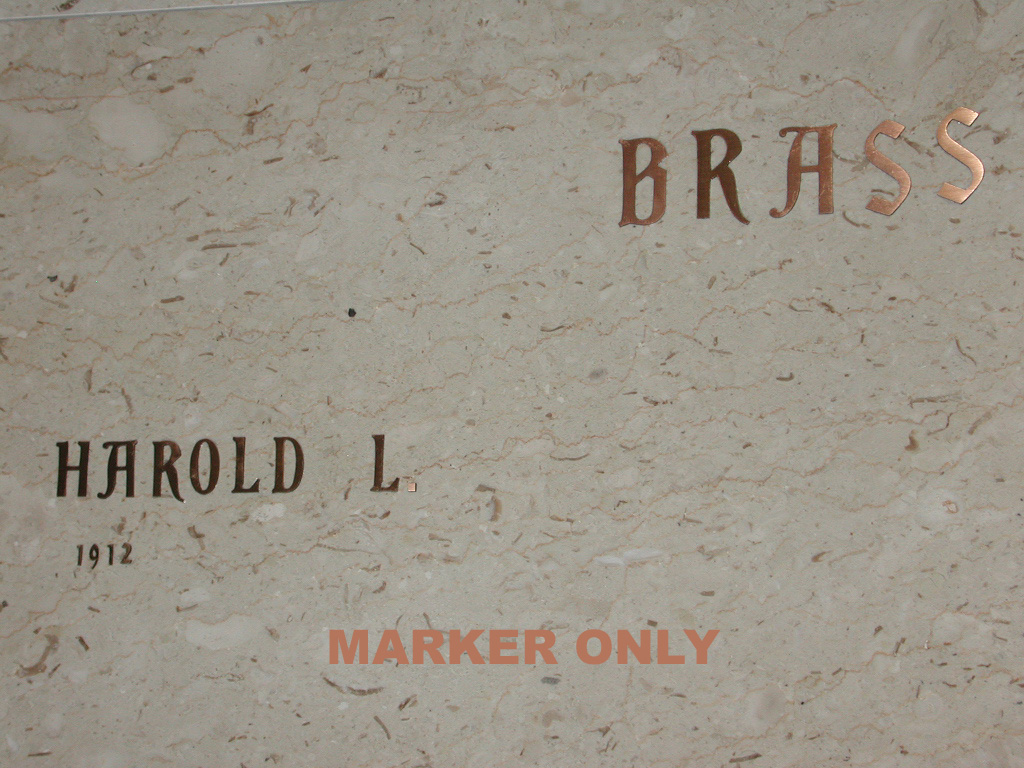 BRASS
HAROLD L.
1912
MARKER ONLY